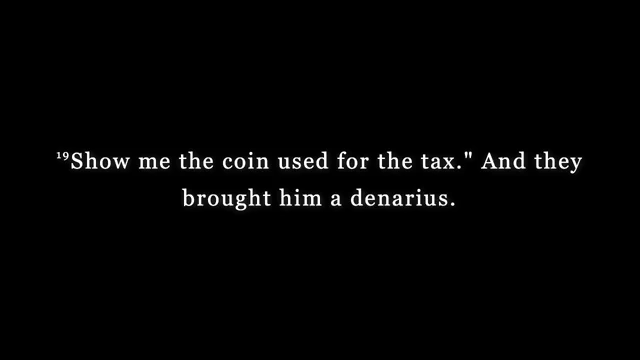 ¹⁹Show me the coin used for the tax." And they
brought him a denarius.